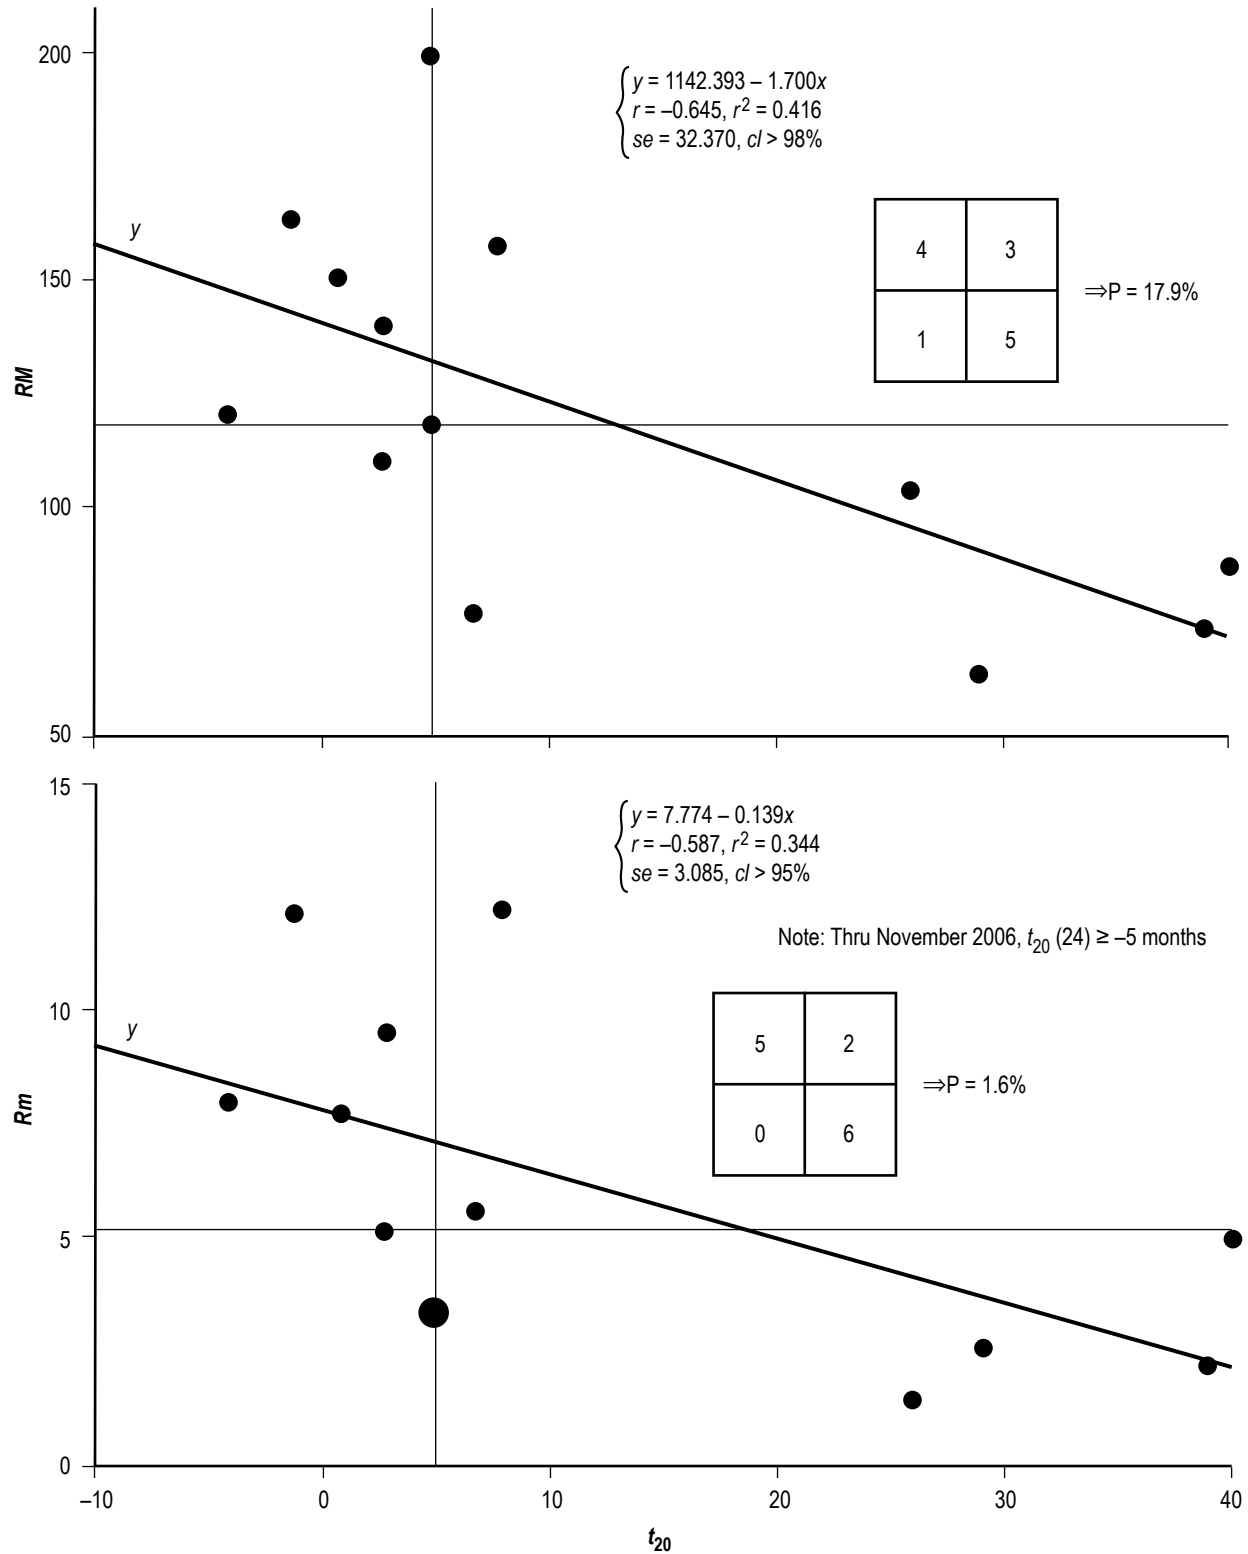 200
y = 1142.393 – 1.700x
r = –0.645, r² = 0.416
se = 32.370, cl > 98%
y
4 3
150
⇒P = 17.9%
1 5
RM
100
50
15
y = 7.774 – 0.139x
r = –0.587, r² = 0.344
se = 3.085, cl > 95%
Note: Thru November 2006, t20 (24) ≥ –5 months
10
y
5 2
⇒P = 1.6%
Rm
0 6
5
0
–10 0 10 20 30 40
t20